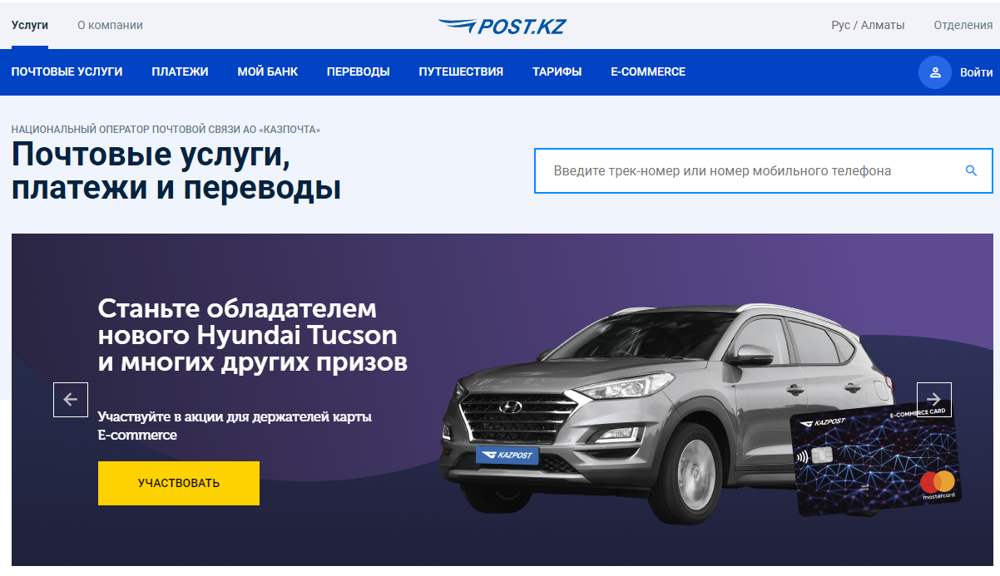 Услуги
О компании
POST.KZ
Рус / Алматы
Отделения
ПОЧТОВЫЕ УСЛУГИ
ПЛАТЕЖИ
МОЙ БАНК
ПЕРЕВОДЫ
ПУТЕШЕСТВИЯ
ТАРИФЫ
E-COMMERCE
Войти
НАЦИОНАЛЬНЫЙ ОПЕРАТОР ПОЧТОВОЙ СВЯЗИ АО «КАЗПОЧТА»
Почтовые услуги,
платежи и переводы
Введите трек-номер или номер мобильного телефона
Станьте обладателем
нового Hyundai Tucson
и многих других призов
Участвуйте в акции для держателей карты
E-commerce
УЧАСТВОВАТЬ
KAZPOST
E-COMMERCE CARD
KAZPOST
mastercard